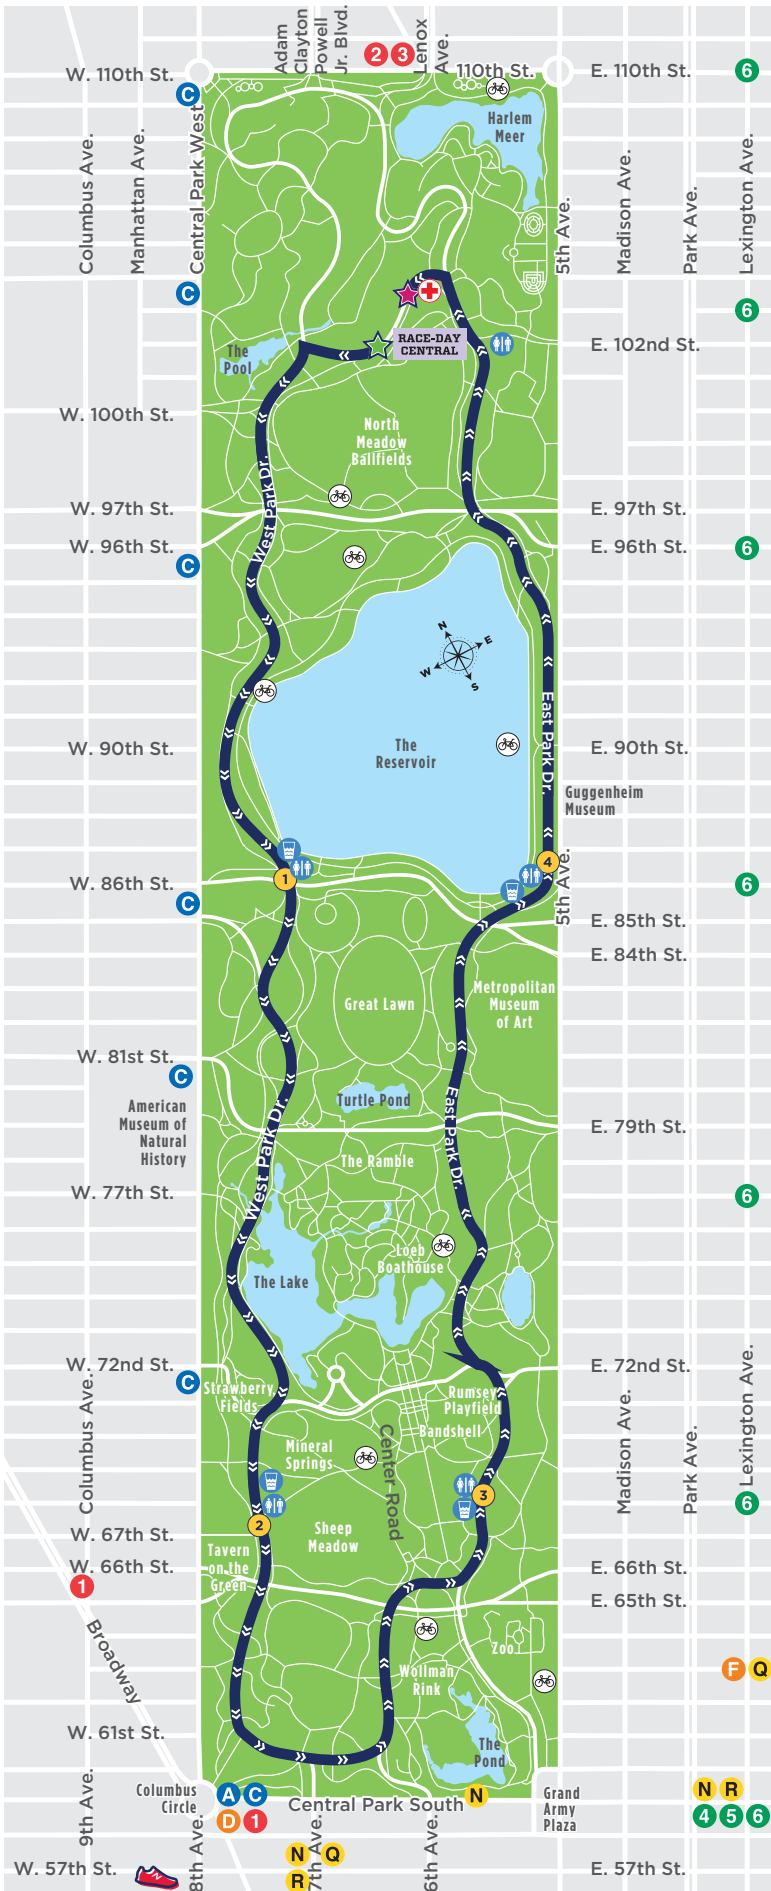 Adam
Clayton
Powell
Jr. Blvd.
2 3
Lenox
Ave.
W. 110th St.
110th St.
E. 110th St.
6
C
Harlem
Meer
Columbus Ave.
Manhattan Ave.
Central Park West
5th Ave.
Madison Ave.
Park Ave.
Lexington Ave.
C
6
The
Pool
RACE-DAY
CENTRAL
E. 102nd St.
W. 100th St.
North
Meadow
Ballfields
West Park Dr.
W. 97th St.
E. 97th St.
W. 96th St.
E. 96th St.
6
C
N
E
W
S
East Park Dr.
W. 90th St.
The
Reservoir
E. 90th St.
Guggenheim
Museum
4
1
W. 86th St.
5th Ave.
6
C
E. 85th St.
E. 84th St.
Great Lawn
Metropolitan
Museum
of Art
W. 81st St.
C
American
Museum of
Natural
History
Turtle Pond
West Park Dr.
East Park Dr.
E. 79th St.
The Ramble
W. 77th St.
6
Loeb
Boathouse
The Lake
W. 72nd St.
E. 72nd St.
C
Strawberry
Fields
Rumsey
Playfield
Bandshell
Columbus Ave.
Mineral
Springs
Center Road
Madison Ave.
Park Ave.
Lexington Ave.
3
6
2
W. 67th St.
Sheep
Meadow
Tavern
on the
Green
W. 66th St.
E. 66th St.
1
E. 65th St.
Broadway
Zoo
Wollman
Rink
F Q
W. 61st St.
The
Pond
9th Ave.
Columbus
Circle
A C
D 1
Central Park South
N
Grand
Army
Plaza
N R
4 5 6
8th Ave.
7th Ave.
6th Ave.
N Q
R
W. 57th St.
N
E. 57th St.